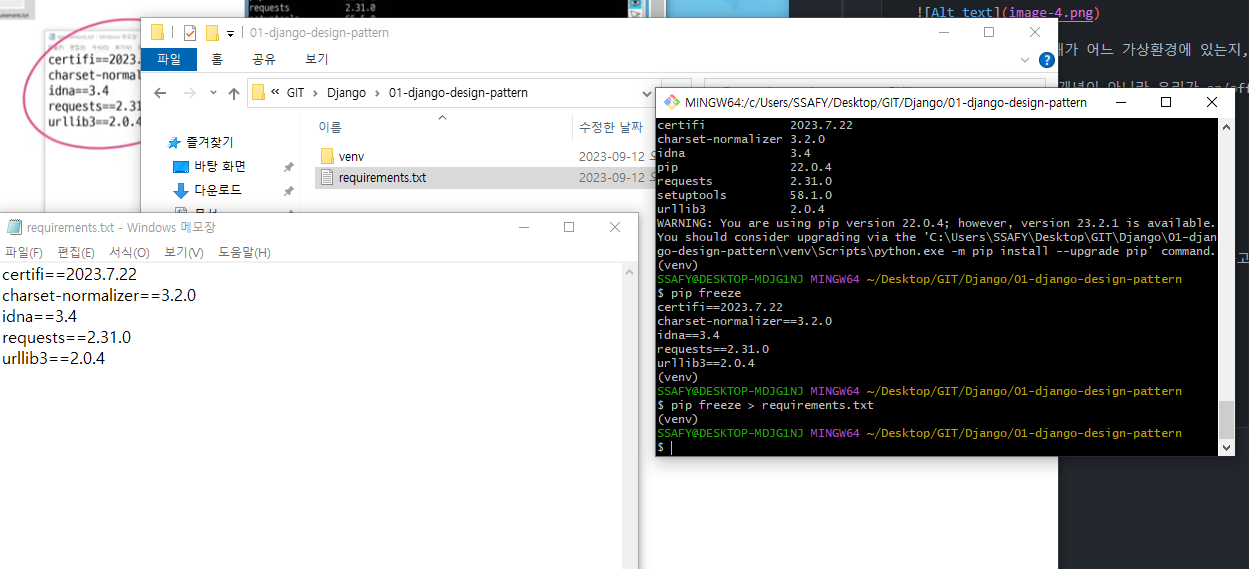 requirements.txt
requests 2.31.0
certifi==2023.
charset-normal
idna==3.4
requests==2.31
urllib3==2.0.4
01-django-design-pattern
파일 홈 공유 보기
GIT > Django > 01-django-design-pattern
이름 수정한 날짜
즐겨찾기
바탕 화면
다운로드
venv 2023-09-12
requirements.txt 2023-09-12
requirements.txt - Windows 메모장
파일(F) 편집(E) 서식(O) 보기(V) 도움말(H)
certifi==2023.7.22
charset-normalizer==3.2.0
idna==3.4
requests==2.31.0
urllib3==2.0.4
![Alt text](image-4.png)
어느 가상환경에 있는지,
MINGW64:/c/Users/SSAFY/Desktop/GIT/Django/01-django-design-pattern
certifi 2023.7.22
charset-normalizer 3.2.0
idna 3.4
pip 22.0.4
requests 2.31.0
setuptools 58.1.0
urllib3 2.0.4
WARNING: You are using pip version 22.0.4; however, version 23.2.1 is available.
You should consider upgrading via the 'C:\Users\SSAFY\Desktop\GIT\Django\01-djan
go-design-pattern\venv\Scripts\python.exe -m pip install --upgrade pip' command.
(venv)
SSAFY@DESKTOP-MDJG1NJ MINGW64 ~/Desktop/GIT/Django/01-django-design-pattern
$ pip freeze
certifi==2023.7.22
charset-normalizer==3.2.0
idna==3.4
requests==2.31.0
urllib3==2.0.4
(venv)
SSAFY@DESKTOP-MDJG1NJ MINGW64 ~/Desktop/GIT/Django/01-django-design-pattern
$ pip freeze > requirements.txt
(venv)
SSAFY@DESKTOP-MDJG1NJ MINGW64 ~/Desktop/GIT/Django/01-django-design-pattern
$
고